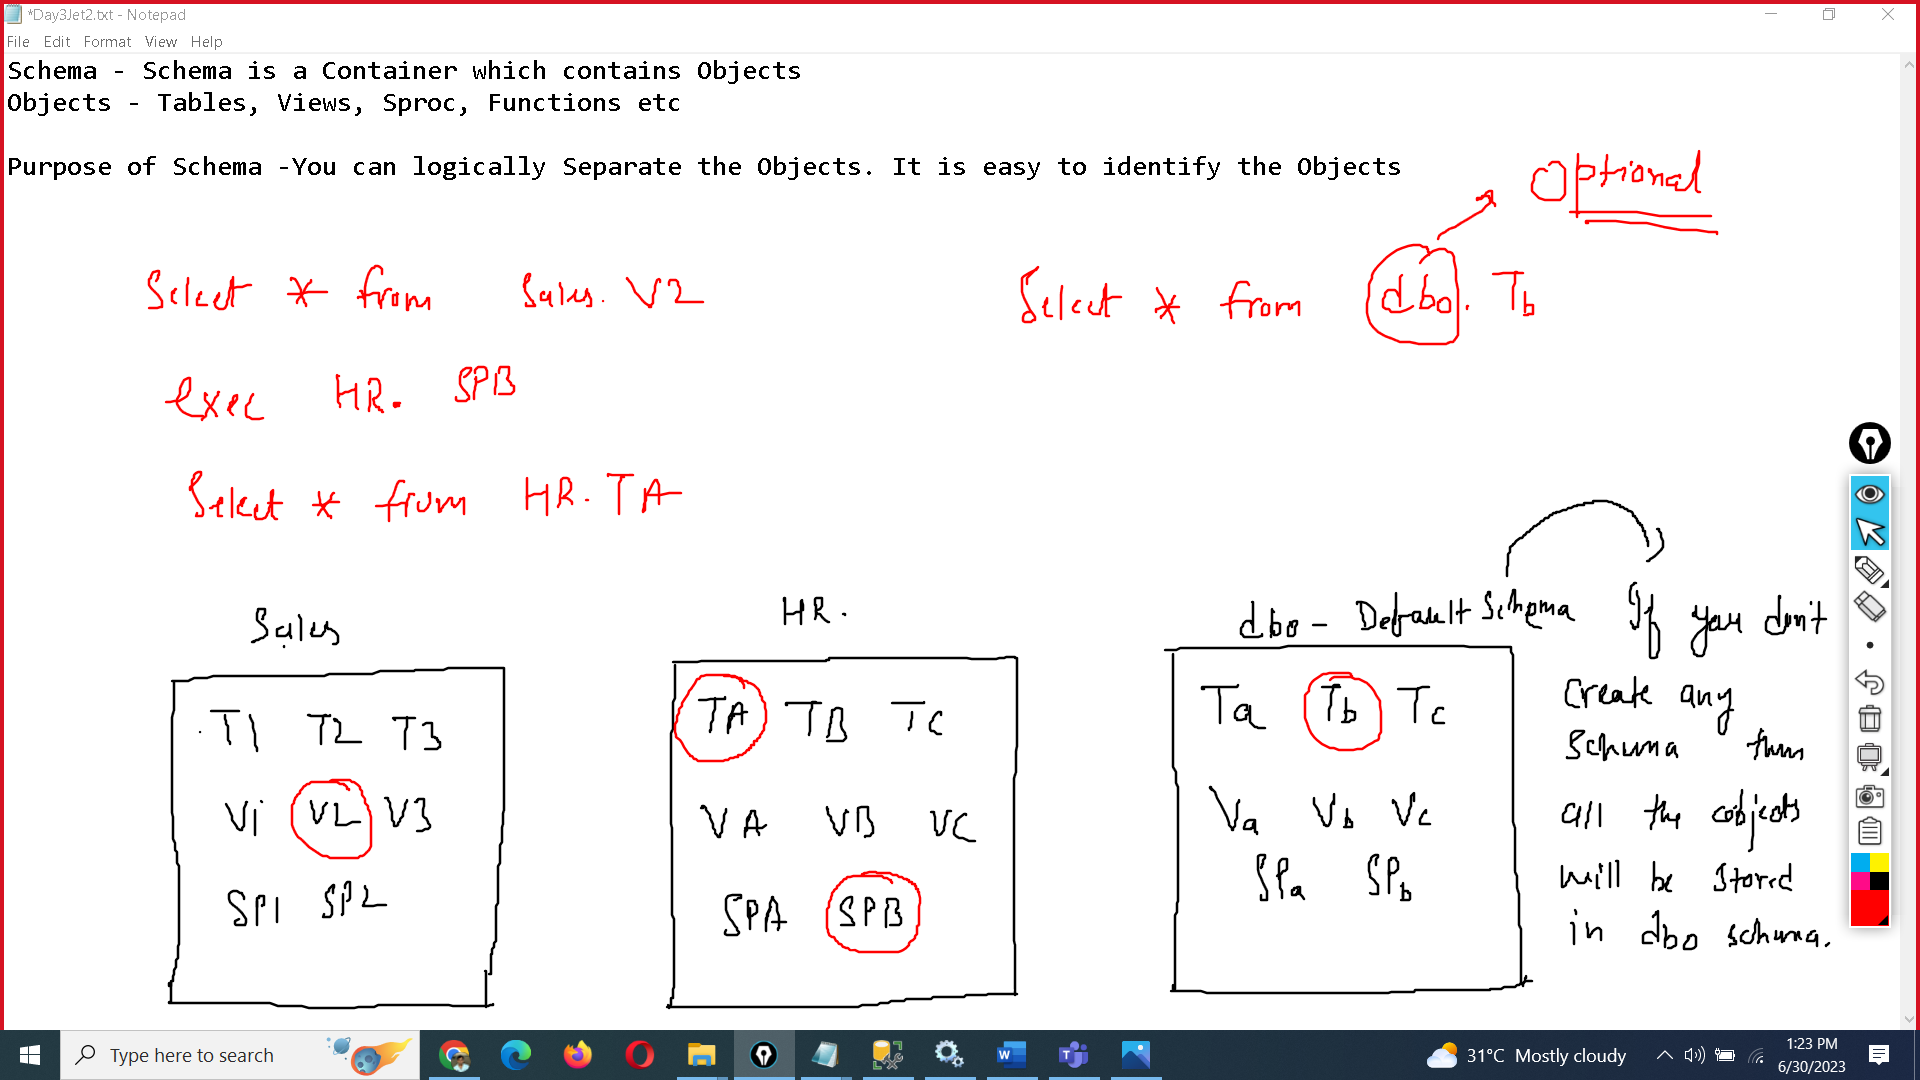 *Day3Jet2.txt - Notepad
File Edit Format View Help
Schema - Schema is a Container which contains Objects
Objects - Tables, Views, Sproc, Functions etc
Purpose of Schema -You can logically Separate the Objects. It is easy to identify the Objects
Optional
Select * from Sales. V2
Select * from dbo. Tb
exec HR. SPB
Select * from HR. TA
Sales
T1 T2 T3
V1 V2 V3
SP1 SP2
HR.
TA TB TC
VA VB VC
SPA SPB
dbo - Default Schema
Ta Tb Tc
Va Vb Vc
SPa SPb
If you don't
Create any
Schema then
all the objects
will be stored
in dbo schema.
Type here to search
31°C Mostly cloudy
1:23 PM
6/30/2023